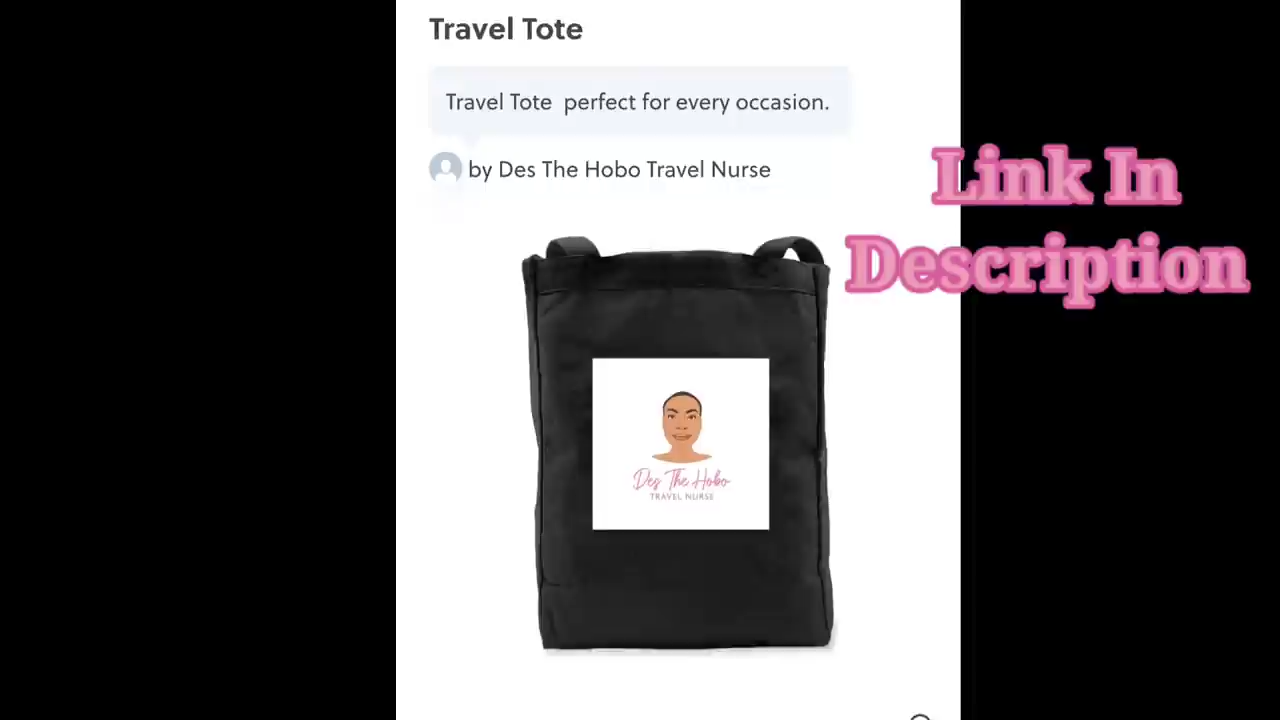 Travel Tote
Travel Tote perfect for every occasion.
by Des The Hobo Travel Nurse
Link In
Description
Des The Hobo
TRAVEL NURSE